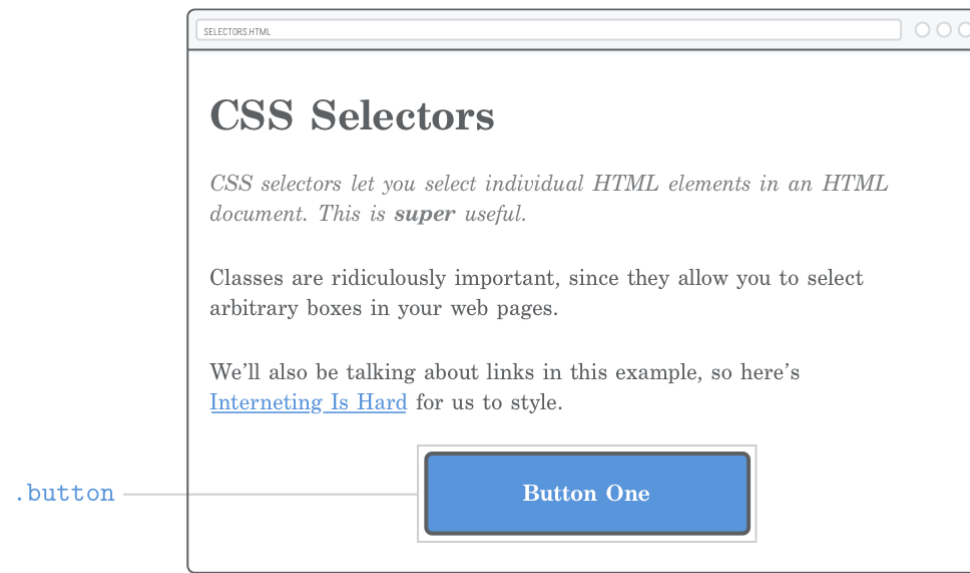 SELECTORS.HTML
CSS Selectors
CSS selectors let you select individual HTML elements in an HTML
document. This is super useful.
Classes are ridiculously important, since they allow you to select
arbitrary boxes in your web pages.
We’ll also be talking about links in this example, so here’s
Interneting Is Hard for us to style.
.button
Button One